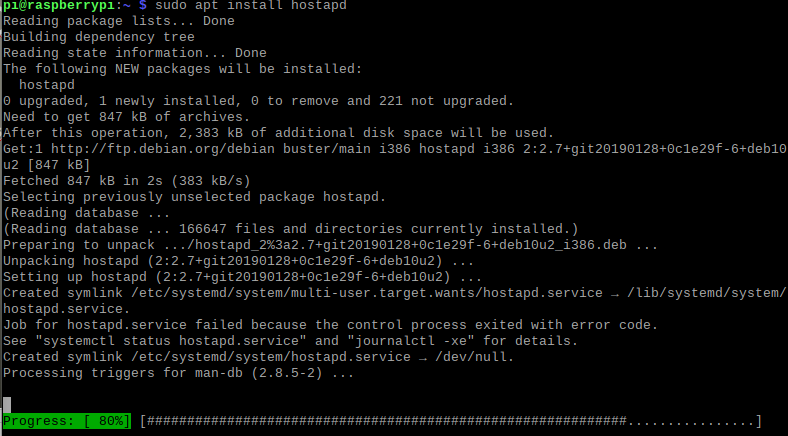 pi@raspberrypi:~ $ sudo apt install hostapd
Reading package lists... Done
Building dependency tree
Reading state information... Done
The following NEW packages will be installed:
  hostapd
0 upgraded, 1 newly installed, 0 to remove and 221 not upgraded.
Need to get 847 kB of archives.
After this operation, 2,383 kB of additional disk space will be used.
Get:1 http://ftp.debian.org/debian buster/main i386 hostapd i386 2:2.7+git20190128+0c1e29f-6+deb10
u2 [847 kB]
Fetched 847 kB in 2s (383 kB/s)
Selecting previously unselected package hostapd.
(Reading database ...
(Reading database ... 166647 files and directories currently installed.)
Preparing to unpack .../hostapd_2%3a2.7+git20190128+0c1e29f-6+deb10u2_i386.deb ...
Unpacking hostapd (2:2.7+git20190128+0c1e29f-6+deb10u2) ...
Setting up hostapd (2:2.7+git20190128+0c1e29f-6+deb10u2) ...
Created symlink /etc/systemd/system/multi-user.target.wants/hostapd.service → /lib/systemd/system/
hostapd.service.
Job for hostapd.service failed because the control process exited with error code.
See "systemctl status hostapd.service" and "journalctl -xe" for details.
Created symlink /etc/systemd/system/hostapd.service → /dev/null.
Processing triggers for man-db (2.8.5-2) ...
Progress: [ 80%] [############################################################................]